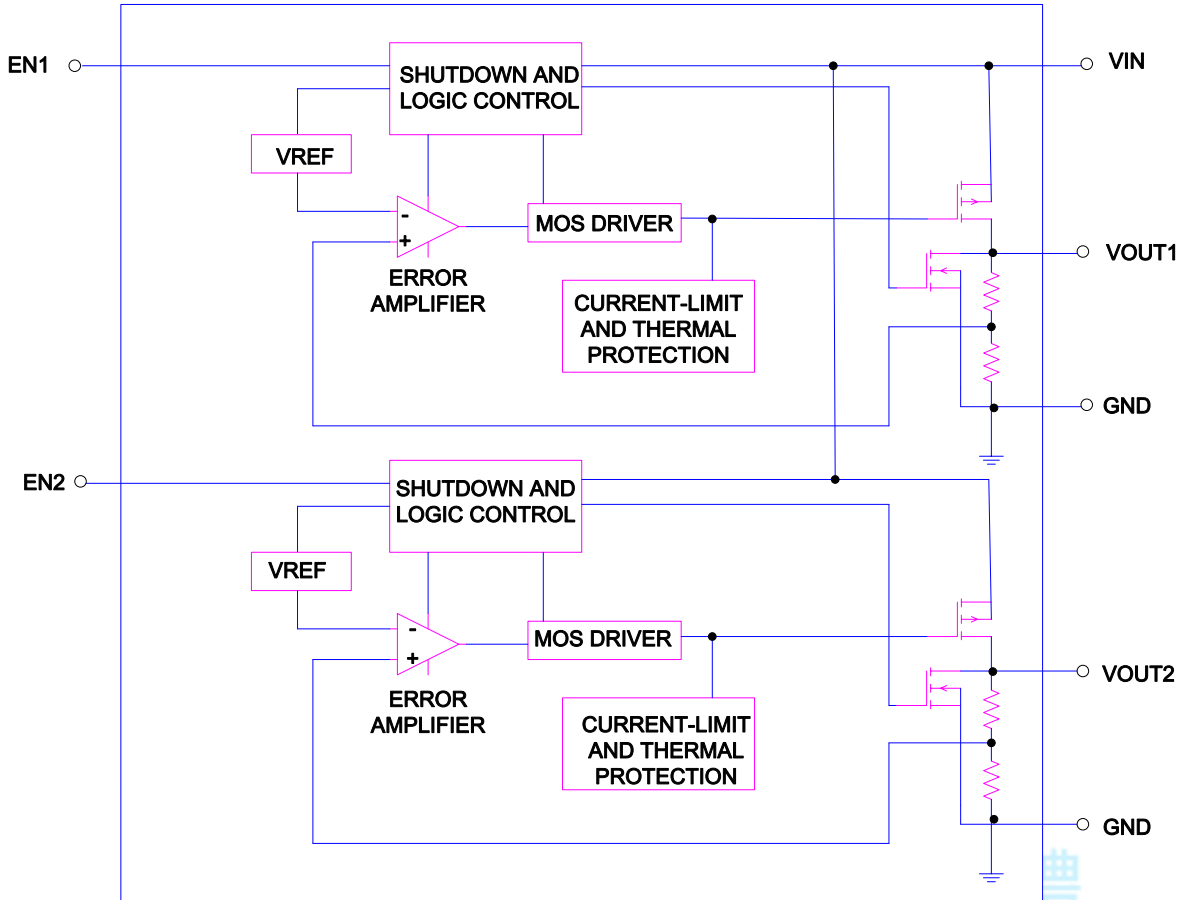 EN1
SHUTDOWN AND
LOGIC CONTROL
VIN
VREF
-
+
MOS DRIVER
ERROR
AMPLIFIER
CURRENT-LIMIT
AND THERMAL
PROTECTION
VOUT1
GND
EN2
SHUTDOWN AND
LOGIC CONTROL
VREF
-
+
MOS DRIVER
ERROR
AMPLIFIER
CURRENT-LIMIT
AND THERMAL
PROTECTION
VOUT2
GND